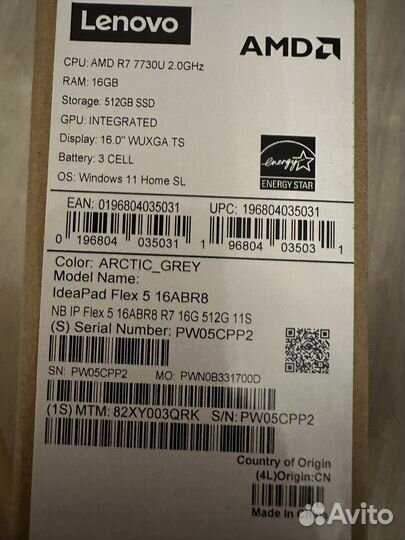 Lenovo
AMD
CPU: AMD R7 7730U 2.0GHz
RAM: 16GB
Storage: 512GB SSD
GPU: INTEGRATED
Display: 16.0" WUXGA TS
Battery: 3 CELL
OS: Windows 11 Home SL
energy
ENERGY STAR
EAN: 0196804035031 UPC: 196804035031
0 196804 035031 1 96804 03503 1
Color: ARCTIC_GREY
Model Name:
IdeaPad Flex 5 16ABR8
NB IP Flex 5 16ABR8 R7 16G 512G 11S
(S) Serial Number: PW05CPP2
SN: PW05CPP2 MO: PWN0B331700D
(1S) MTM: 82XY003QRK S/N: PW05CPP2
Country of Origin
(4L)Origin:CN
Made in China
Avito